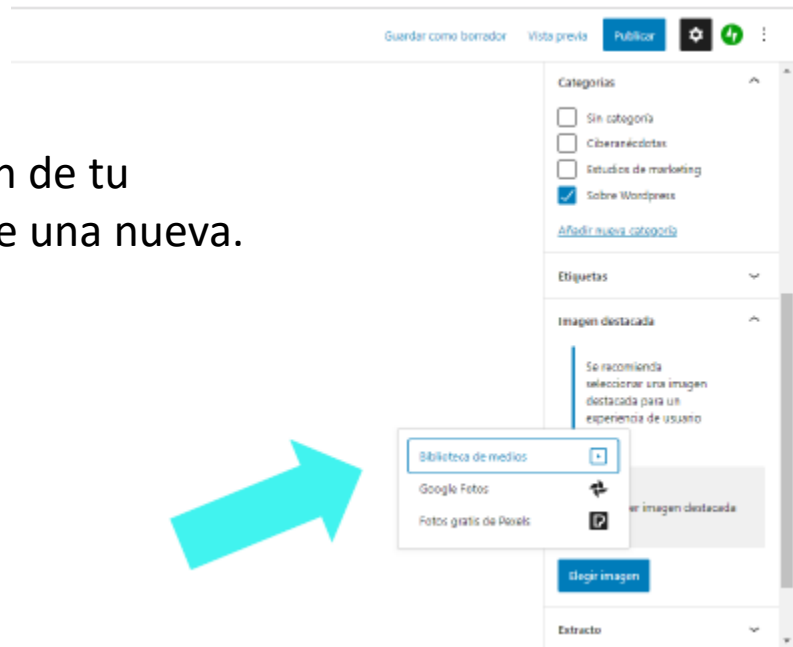 Guardar como borrador Vista previa Publicar
Categorías
Sin categoría
Ciberanécdotas
Estudios de marketing
Sobre Wordpress
Añadir nueva categoría
n de tu
e una nueva.
Etiquetas
Imagen destacada
Se recomienda
seleccionar una imagen
destacada para un
experiencia de usuario
Biblioteca de medios
Google Fotos
Fotos gratis de Pexels
er imagen destacada
Elegir imagen
Extracto